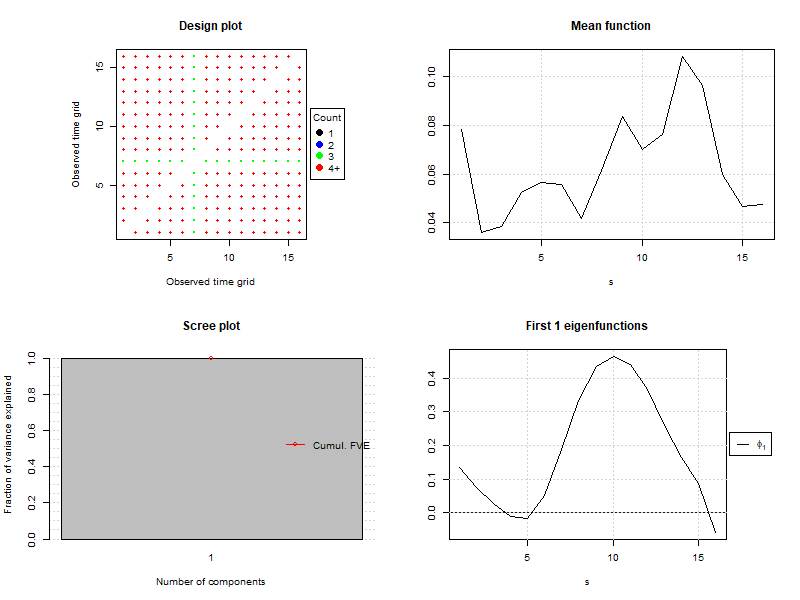 Design plot
Observed time grid
15
10
5
5 10 15
Observed time grid
Count
1
2
3
4+
Mean function
0.10
0.08
0.06
0.04
5 10 15
s
Scree plot
Fraction of variance explained
1.0
0.8
0.6
0.4
0.2
0.0
Cumul. FVE
1
Number of components
First 1 eigenfunctions
0.4
0.3
0.2
0.1
0.0
5 10 15
s
ϕ1